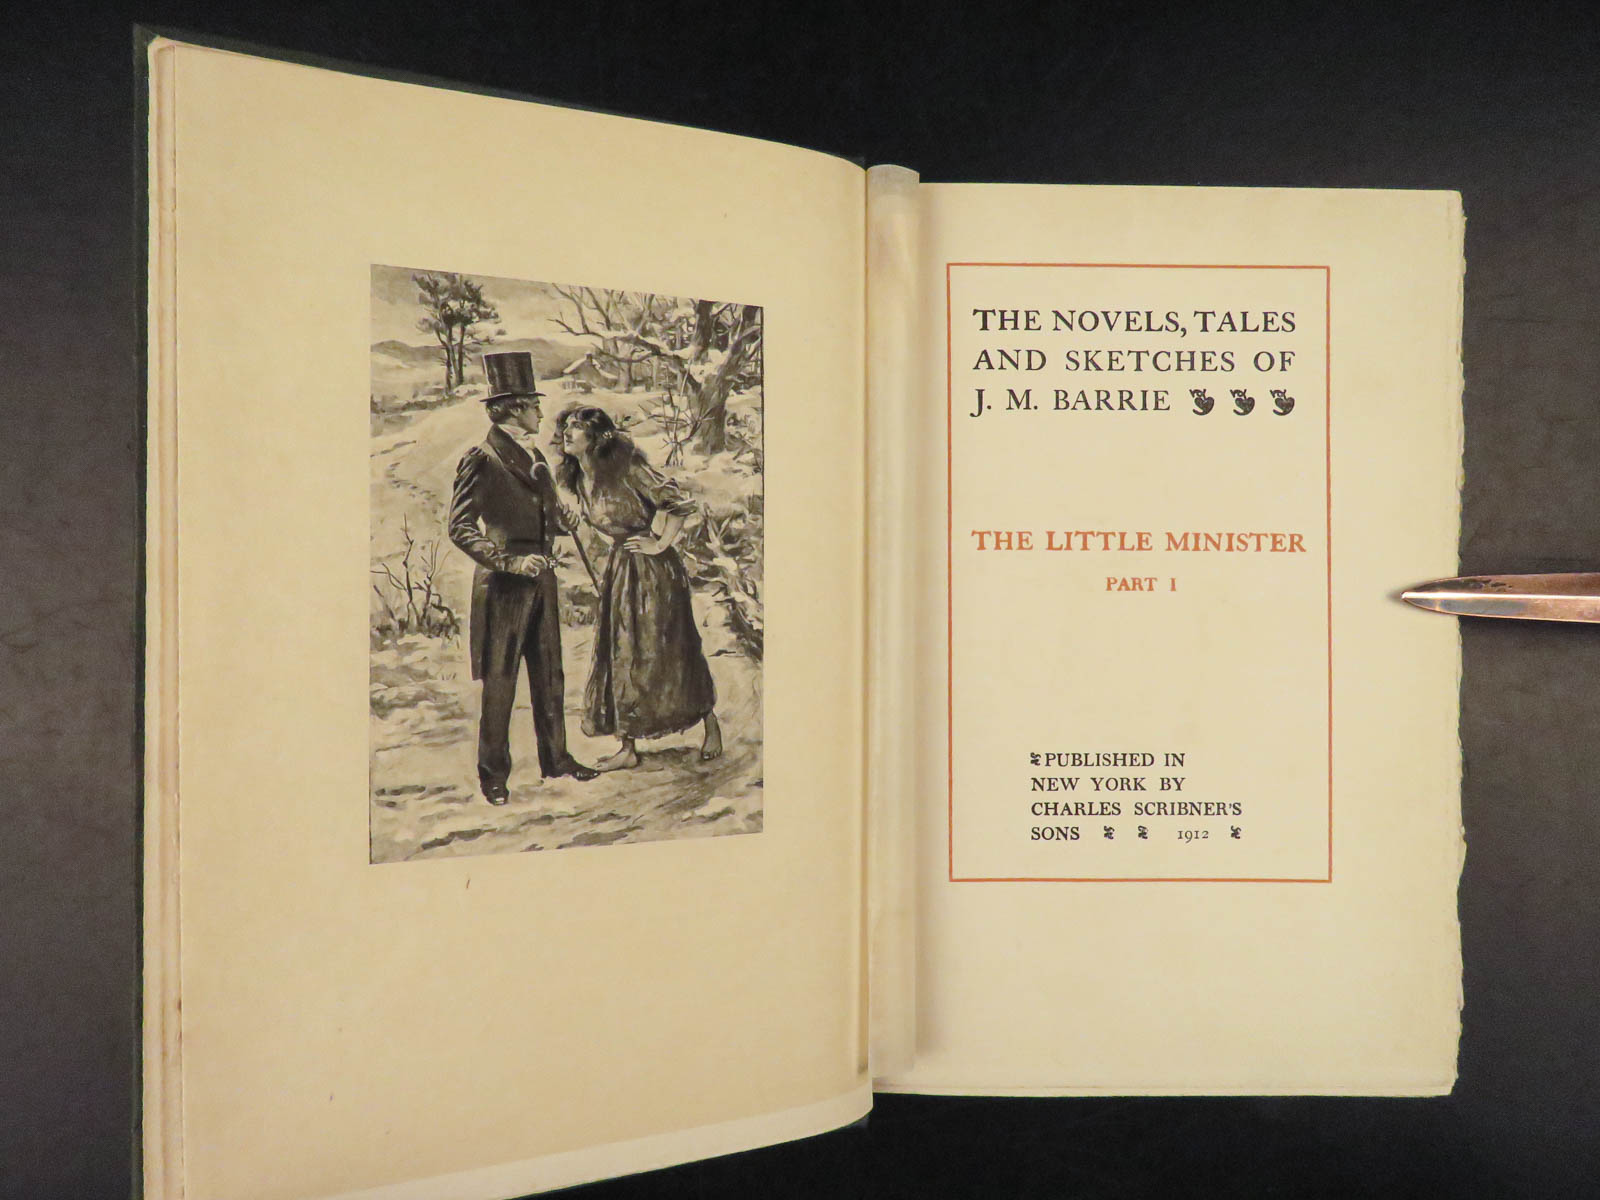 THE NOVELS, TALES
AND SKETCHES OF
J. M. BARRIE
THE LITTLE MINISTER
PART I
PUBLISHED IN
NEW YORK BY
CHARLES SCRIBNER'S
SONS 1912